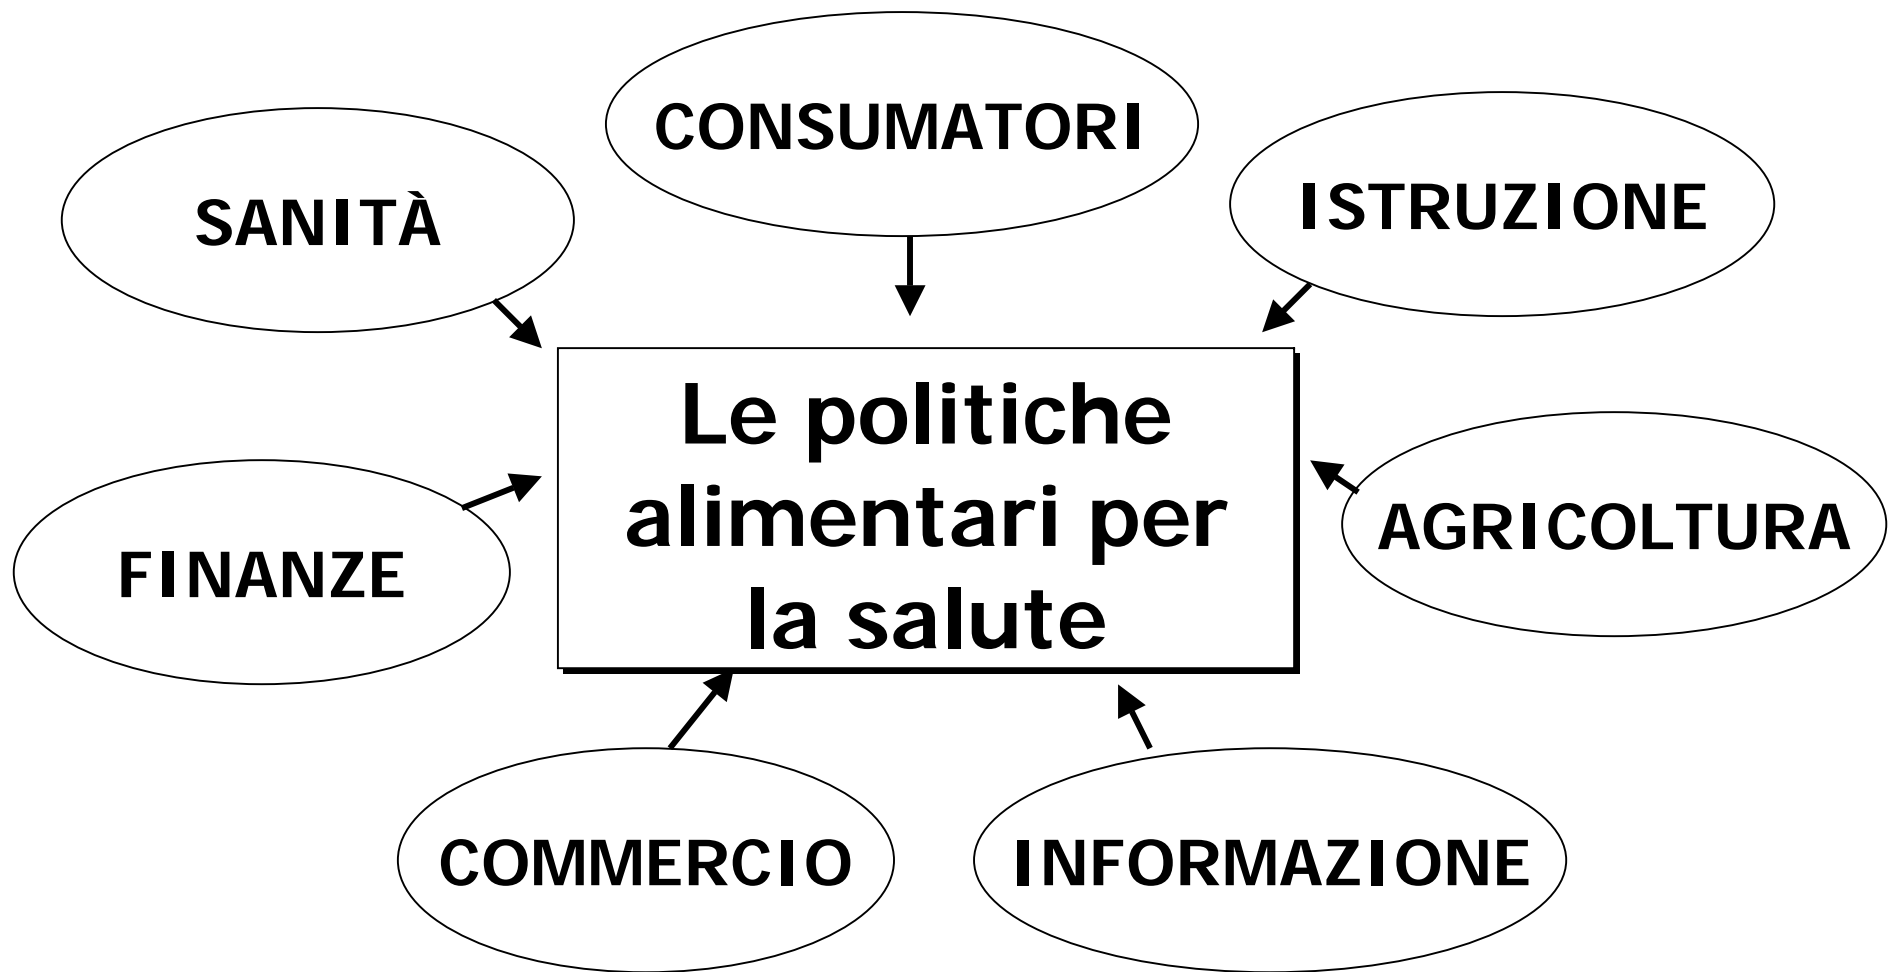 CONSUMATORI
SANITÀ
ISTRUZIONE
Le politiche
alimentari per
la salute
FINANZE
AGRICOLTURA
COMMERCIO
INFORMAZIONE